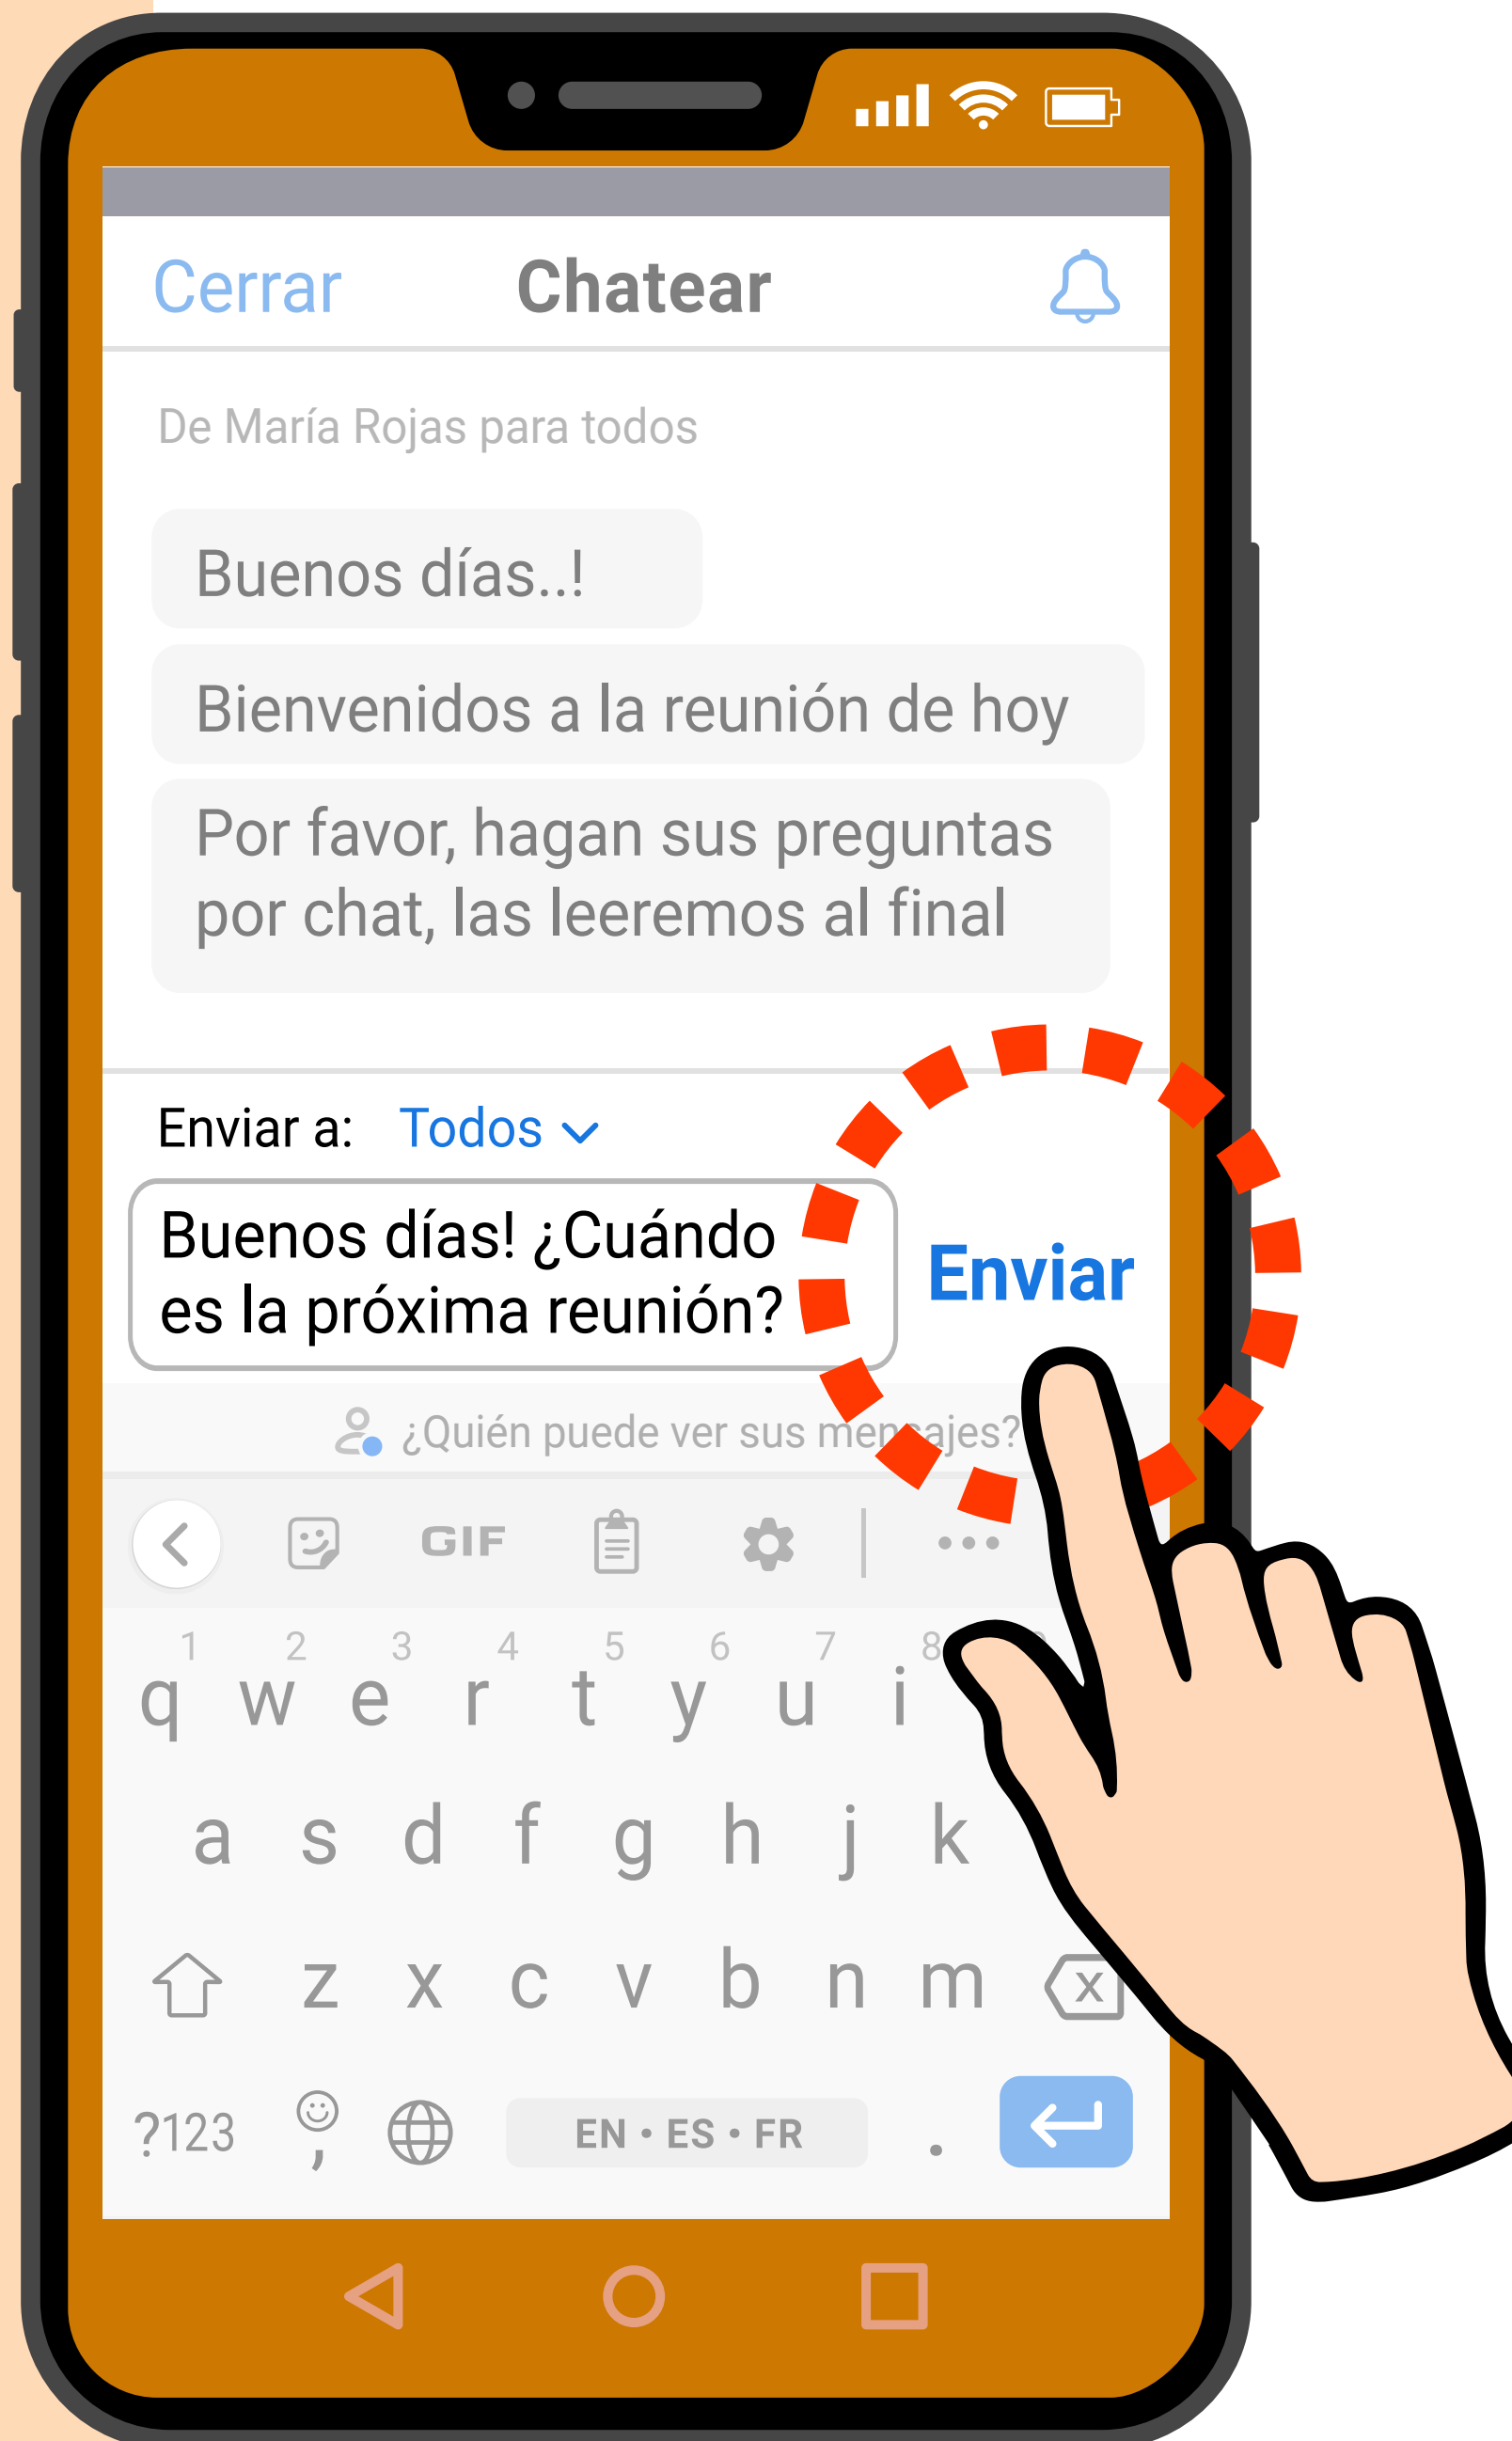 Cerrar Chatear
De María Rojas para todos
Buenos días..!
Bienvenidos a la reunión de hoy
Por favor, hagan sus preguntas
por chat, las leeremos al final
Enviar a: Todos
Buenos días! ¿Cuándo
es la próxima reunión?
Enviar
¿Quién puede ver sus mensajes?
GIF
1 2 3 4 5 6 7 8
q w e r t y u i
a s d f g h j k
z x c v b n m x
?123 , EN • ES • FR .